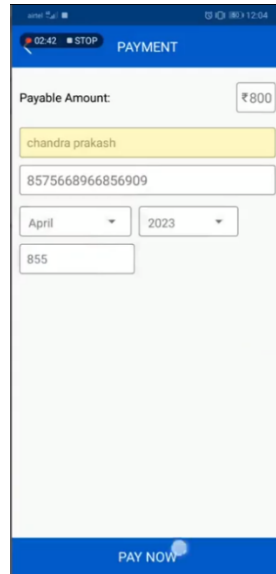 airtel 12:04
02:42 STOP PAYMENT
Payable Amount: ₹800
chandra prakash
8575668966856909
April 2023
855
PAY NOW